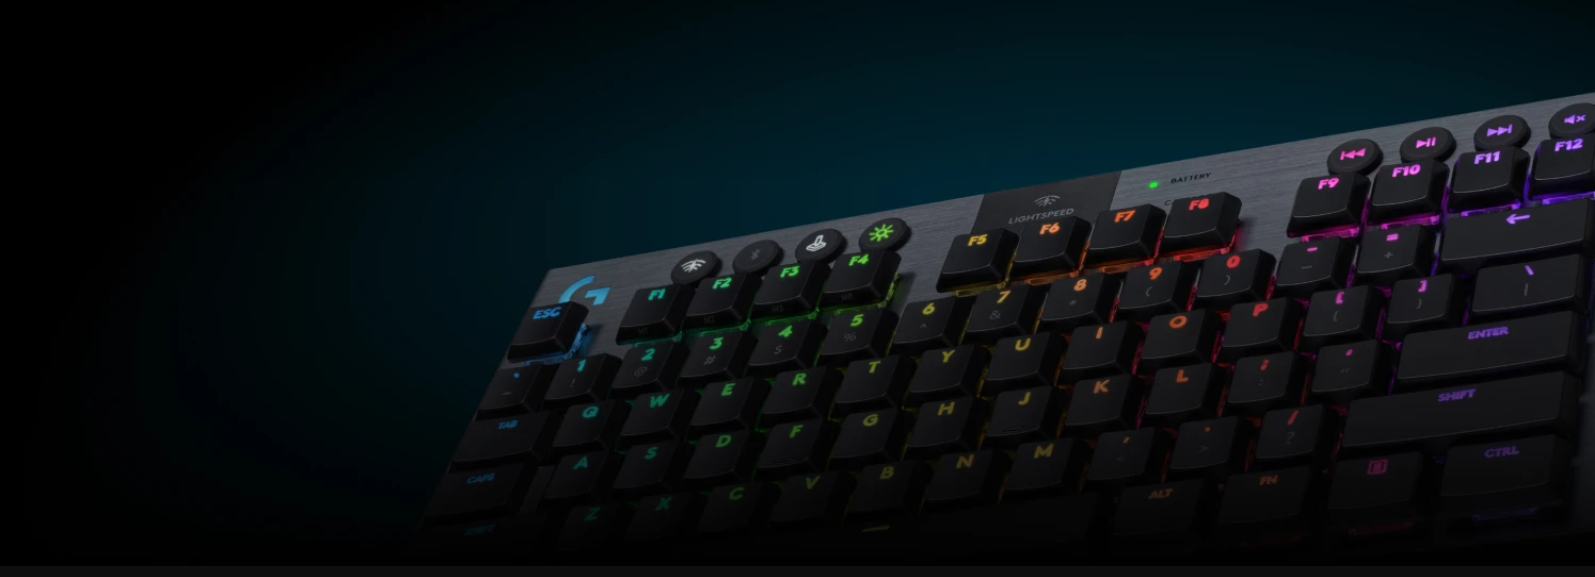 BATTERY
LIGHTSPEED
F9 F10 F11 F12
F5 F6 F7 F8
ESC F1 F2 F3 F4
` 1 2 3 4 5 6 7 8 9 0 - =
! @ # $ % ^ & * ( ) _ +
TAB Q W E R T Y U I O P [ ] \
CAPS A S D F G H J K L ; ' ENTER
SHIFT Z X C V B N M , . / SHIFT
?
ALT FN CTRL